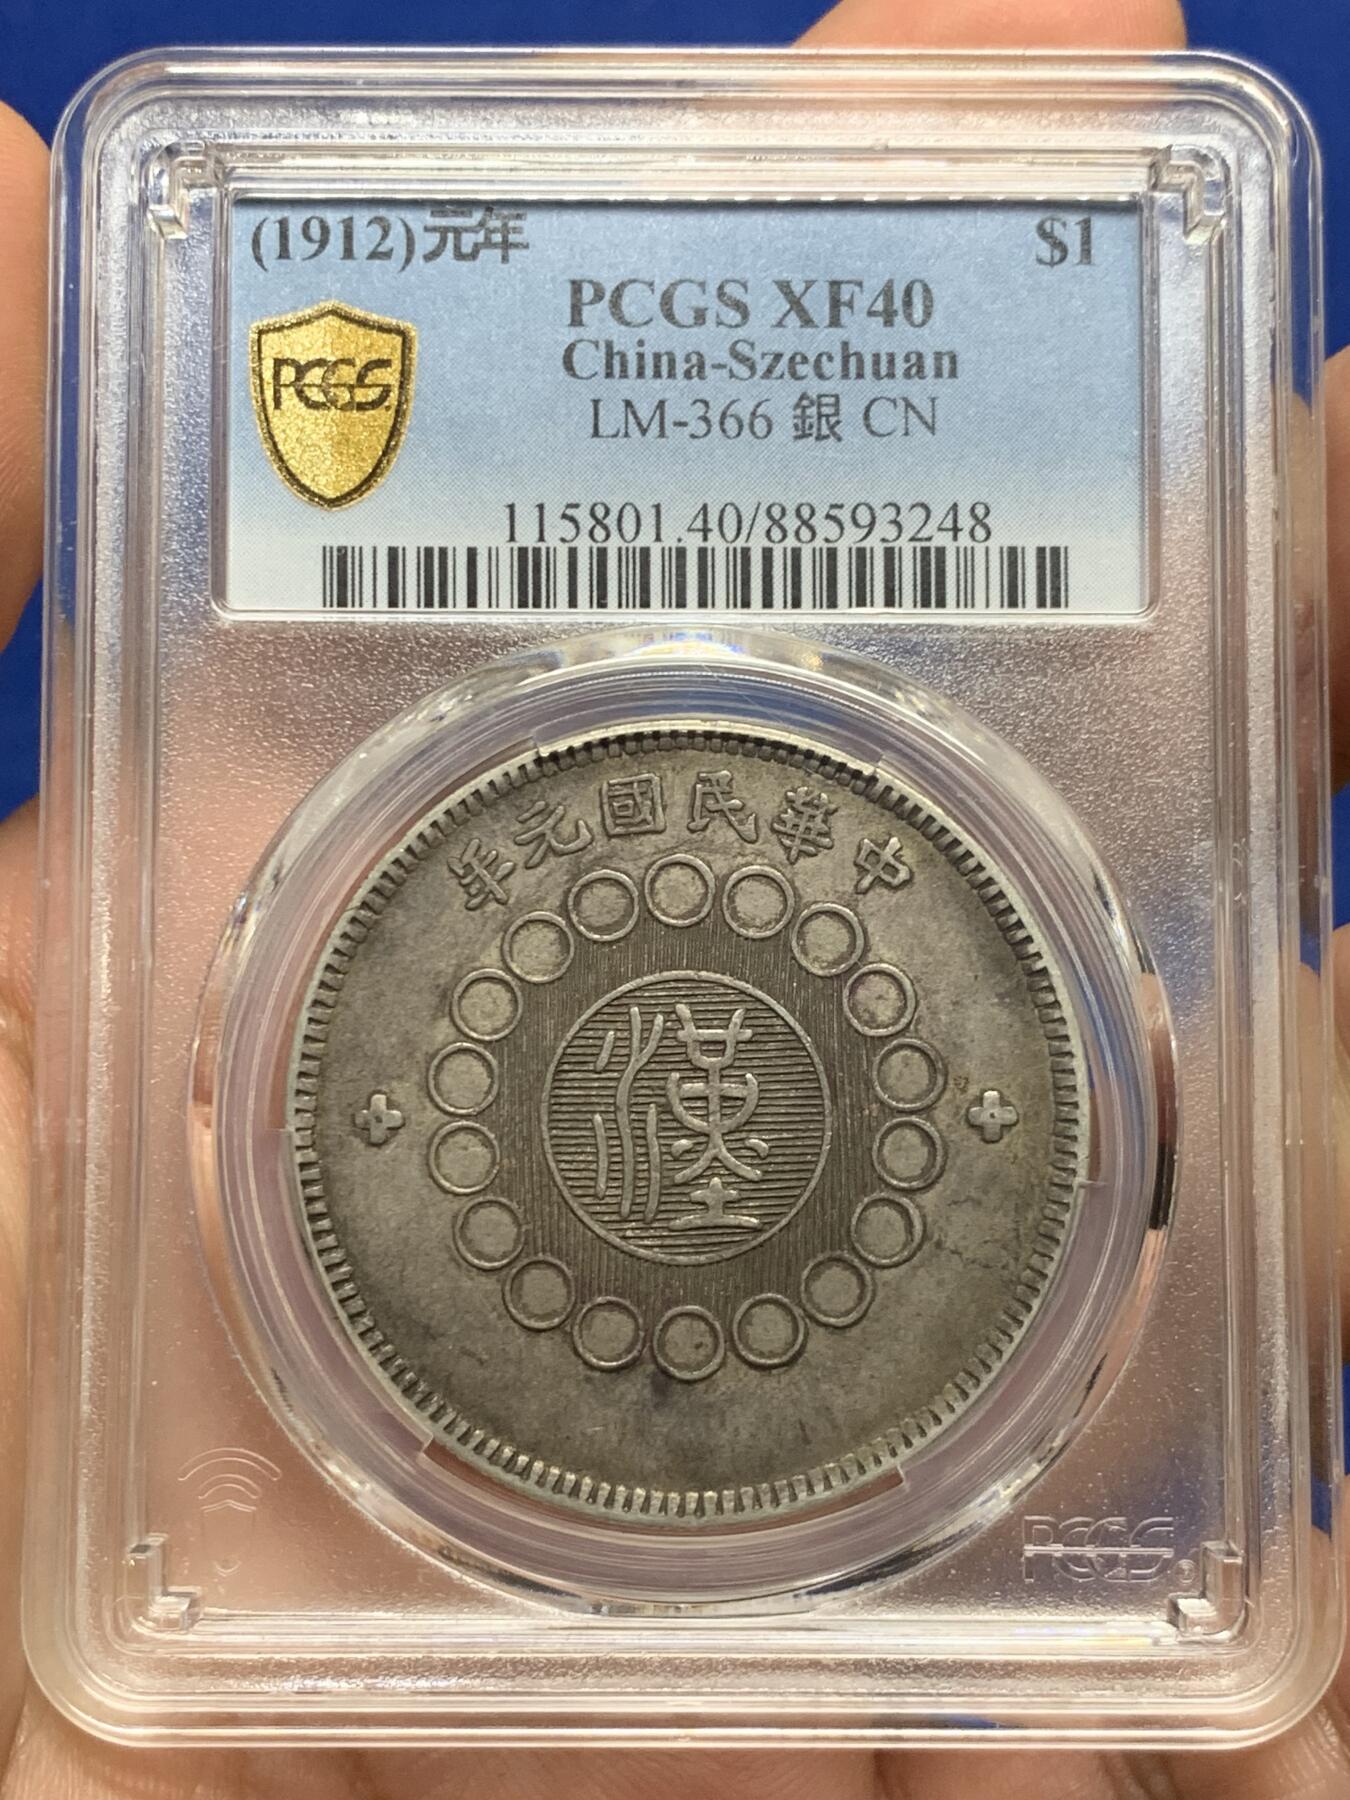 (1912)元年 $1
PCGS XF40
China-Szechuan
PCGS
LM-366 銀 CN
115801.40/88593248
中華民國元年
漢
PCGS